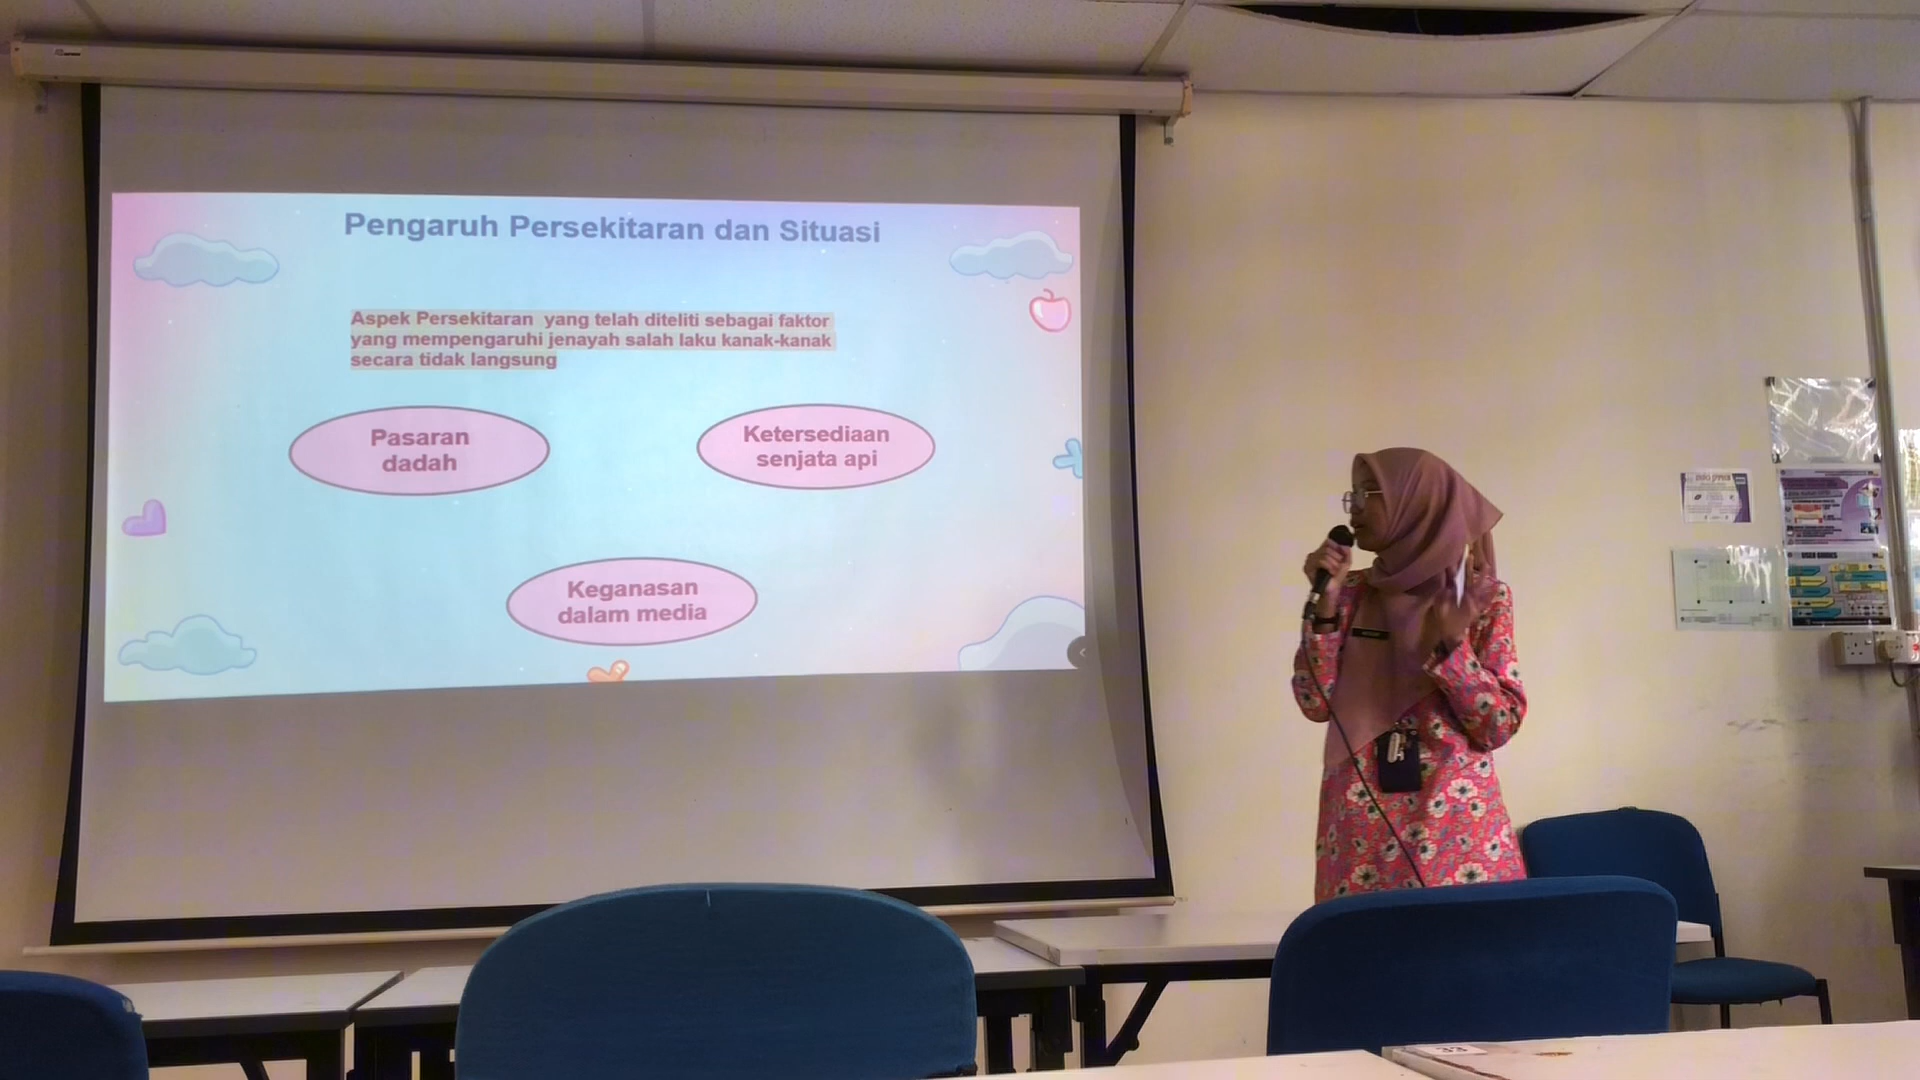 Pengaruh Persekitaran dan Situasi
Aspek Persekitaran yang telah diteliti sebagai faktor
yang mempengaruhi jenayah salah laku kanak-kanak
secara tidak langsung
Pasaran
dadah
Ketersediaan
senjata api
Keganasan
dalam media